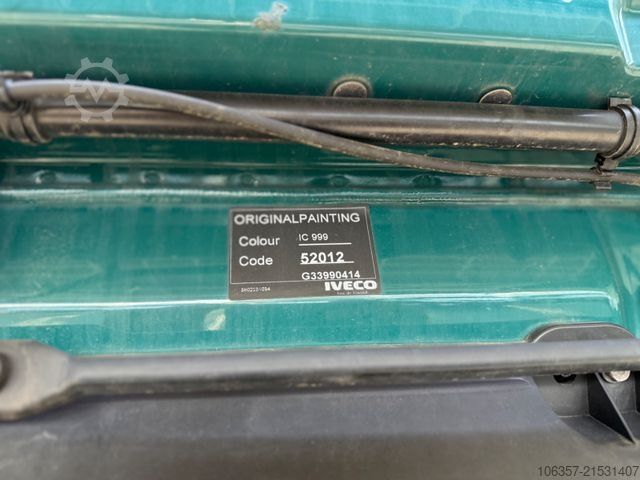 ORIGINALPAINTING
Colour IC 999
Code 52012
G33990414
IVECO
106357-21531407